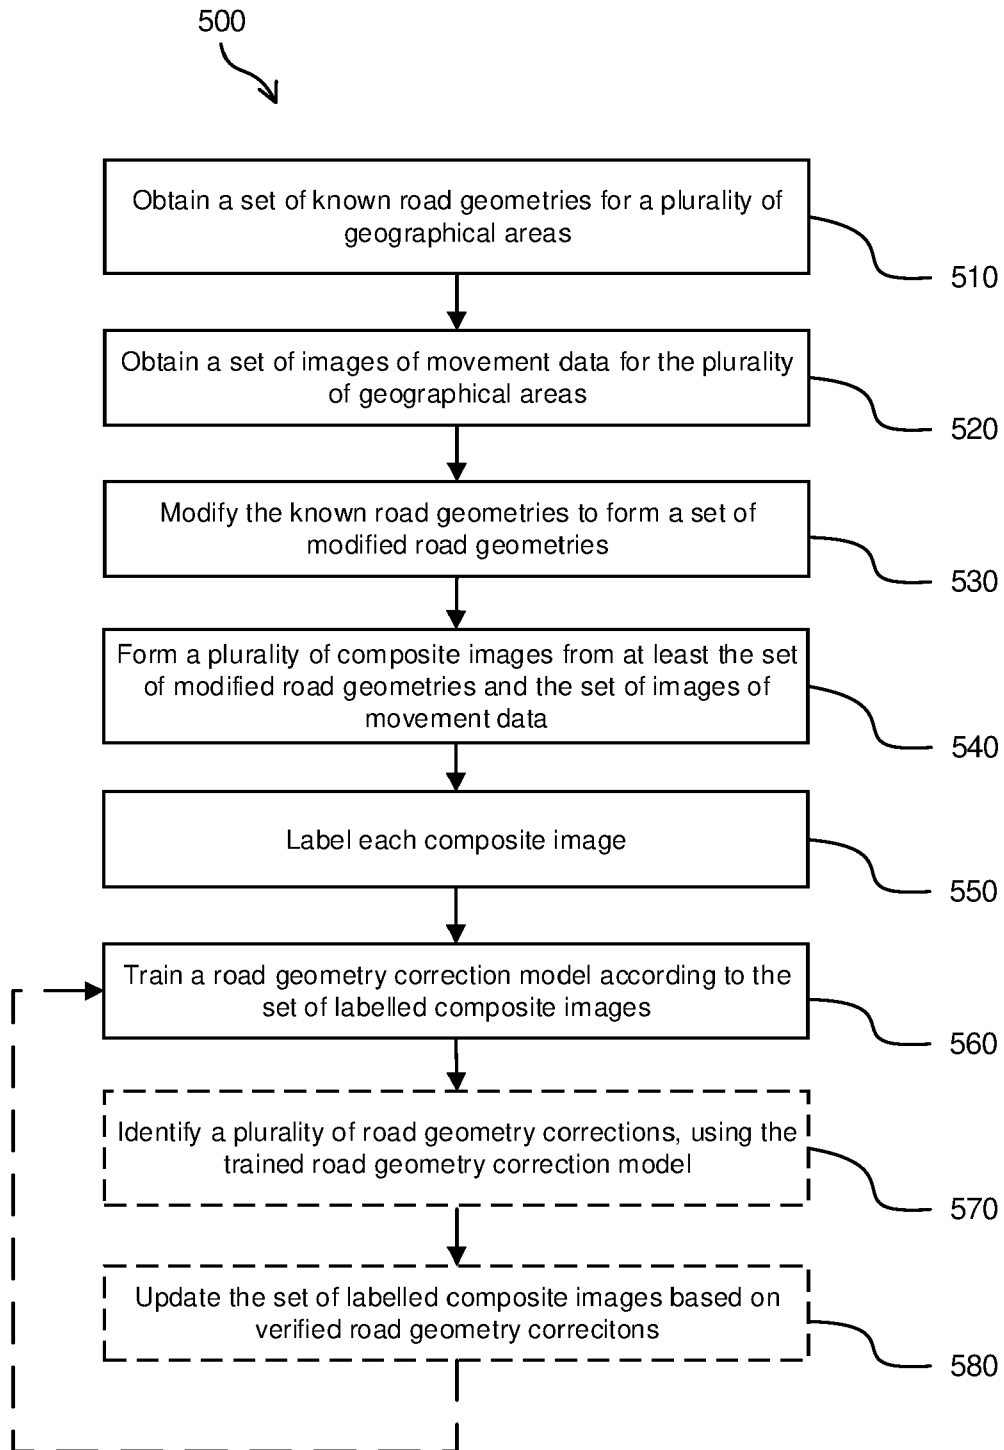 500
Obtain a set of known road geometries for a plurality of
geographical areas
510
Obtain a set of images of movement data for the plurality
of geographical areas
520
Modify the known road geometries to form a set of
modified road geometries
530
Form a plurality of composite images from at least the set
of modified road geometries and the set of images of
movement data
540
Label each composite image
550
Train a road geometry correction model according to the
set of labelled composite images
560
Identify a plurality of road geometry corrections, using the
trained road geometry correction model
570
Update the set of labelled composite images based on
verified road geometry correcitons
580